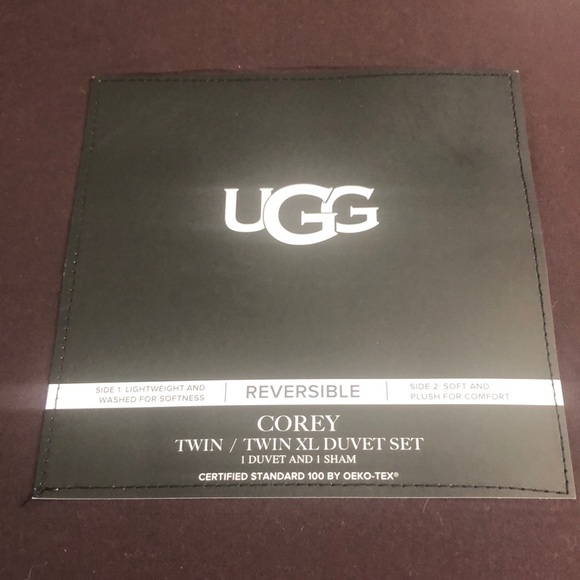 UGG
SIDE 1: LIGHTWEIGHT AND
WASHED FOR SOFTNESS
REVERSIBLE
SIDE 2: SOFT AND
PLUSH FOR COMFORT
COREY
TWIN / TWIN XL DUVET SET
1 DUVET AND 1 SHAM
CERTIFIED STANDARD 100 BY OEKO-TEX®